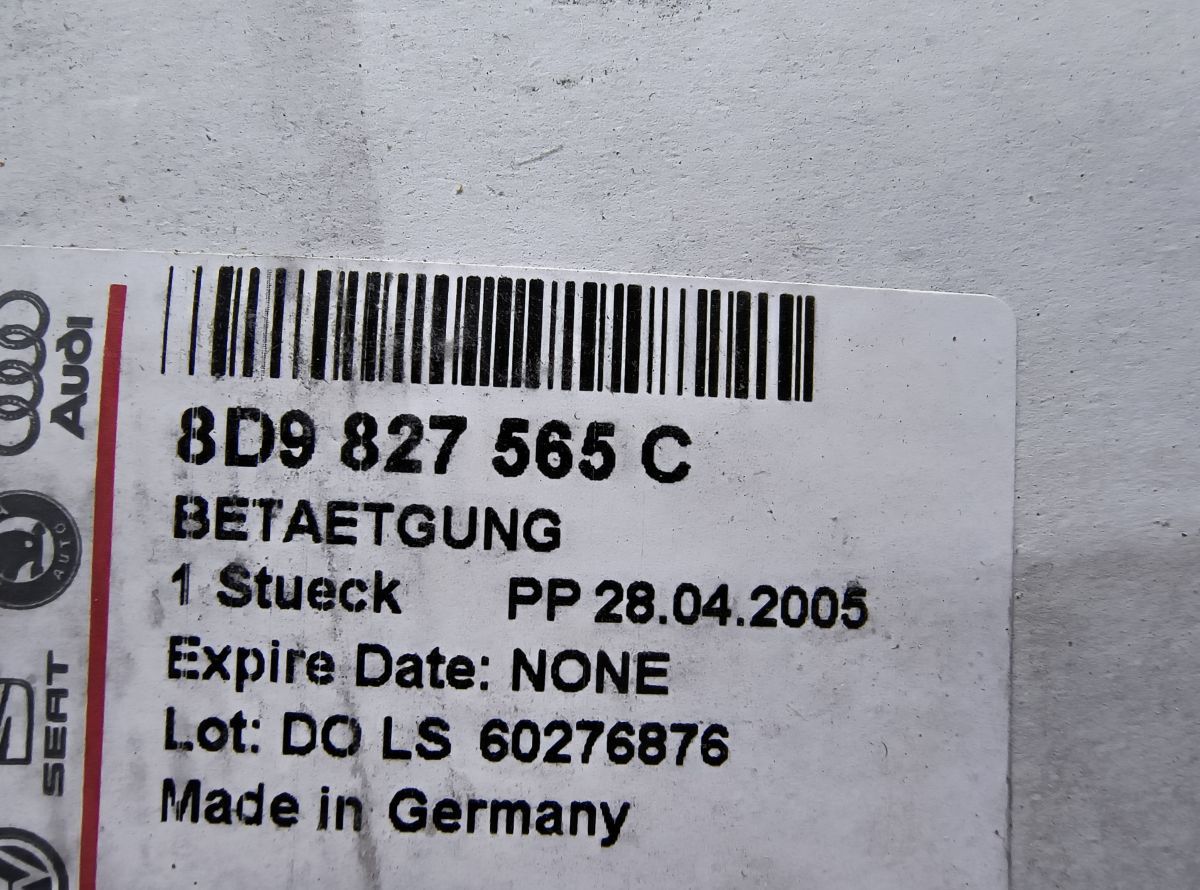 8D9 827 565 C
BETAETGUNG
1 Stueck PP 28.04.2005
Expire Date: NONE
Lot: DO LS 60276876
Made in Germany
Audi
AUTO
SEAT